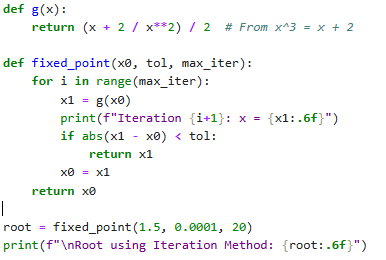 def g(x):
    return (x + 2 / x**2) / 2  # From x^3 = x + 2

def fixed_point(x0, tol, max_iter):
    for i in range(max_iter):
        x1 = g(x0)
        print(f"Iteration {i+1}: x = {x1:.6f}")
        if abs(x1 - x0) < tol:
            return x1
        x0 = x1
    return x0

root = fixed_point(1.5, 0.0001, 20)
print(f"\nRoot using Iteration Method: {root:.6f}")